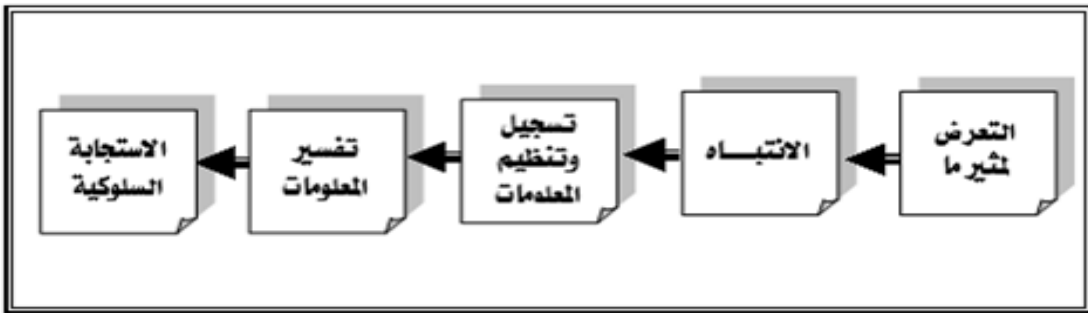 التعرض
لمثير ما
الانتبـــاه
تسجيل
وتنظيم
المعلومات
تفسير
المعلومات
الاستجابة
السلوكية